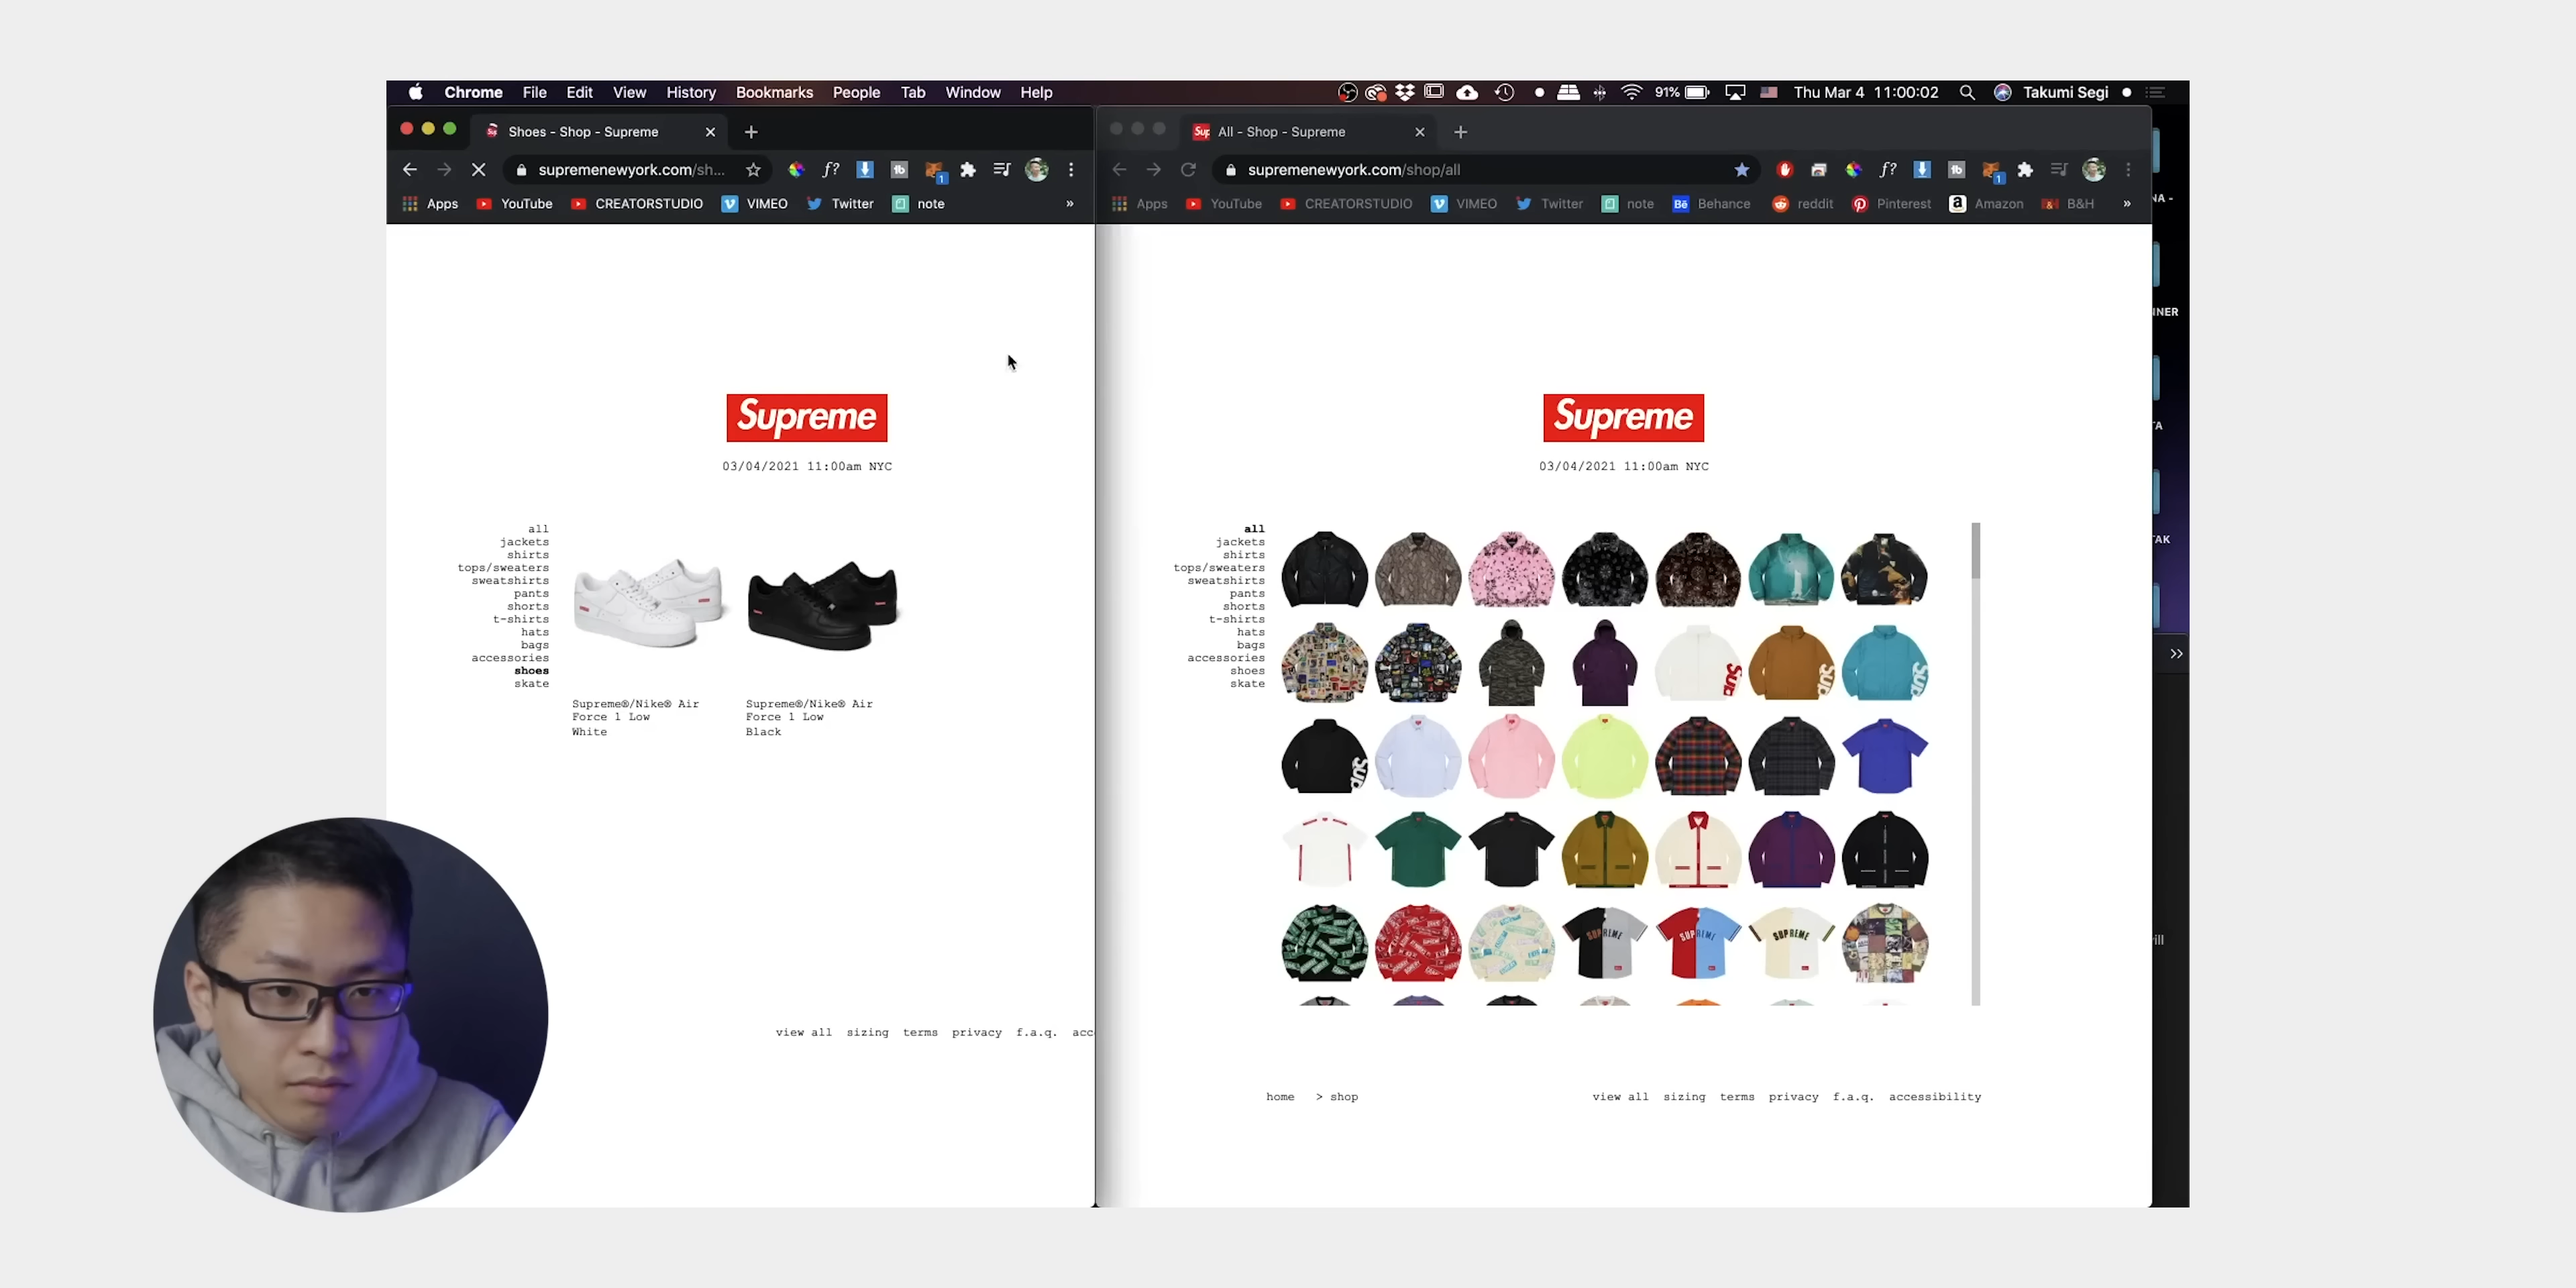 Chrome File Edit View History Bookmarks People Tab Window Help
91% Thu Mar 4 11:00:02 Takumi Segi
Shoes - Shop - Supreme
supremenewyork.com/sh...
Apps YouTube CREATORSTUDIO VIMEO Twitter note »
Supreme
03/04/2021 11:00am NYC
all
jackets
shirts
tops/sweaters
sweatshirts
pants
shorts
t-shirts
hats
bags
accessories
shoes
skate
Supreme®/Nike® Air
Force 1 Low
White
Supreme®/Nike® Air
Force 1 Low
Black
view all sizing terms privacy f.a.q. acc
All - Shop - Supreme
supremenewyork.com/shop/all
Apps YouTube CREATORSTUDIO VIMEO Twitter note Behance reddit Pinterest Amazon B&H »
Supreme
03/04/2021 11:00am NYC
all
jackets
shirts
tops/sweaters
sweatshirts
pants
shorts
t-shirts
hats
bags
accessories
shoes
skate
SUPREME
SUPREME
SUPREME
home > shop
view all sizing terms privacy f.a.q. accessibility